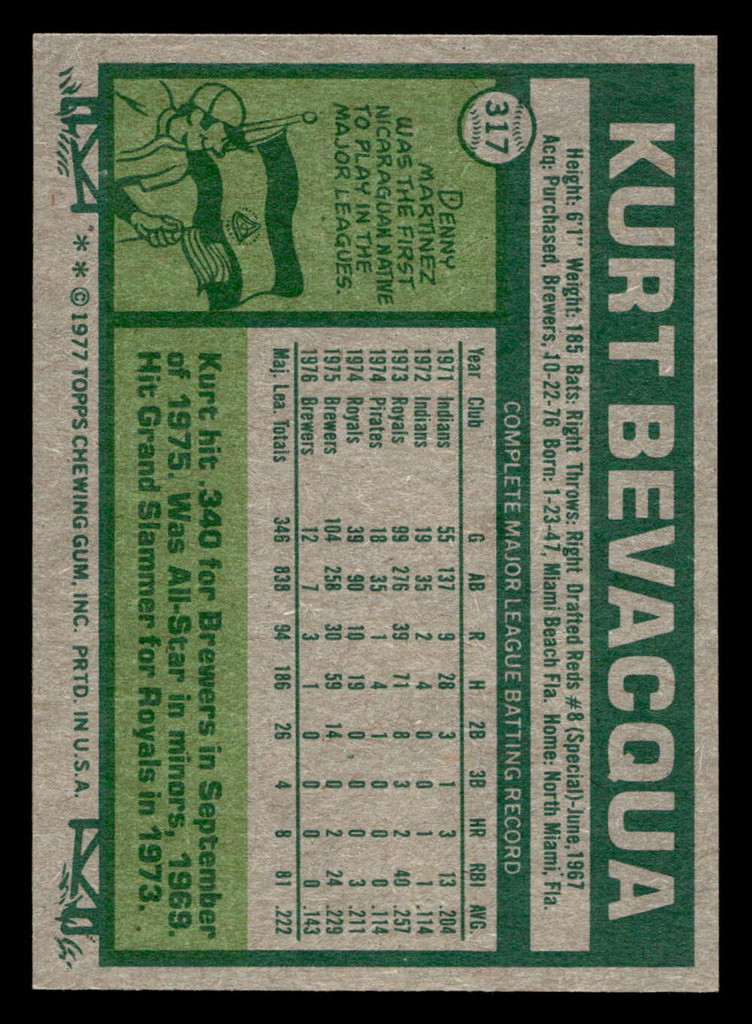 317
KURT BEVACQUA
Height: 6'1" Weight: 185 Bats: Right Throws: Right Drafted Reds #8 (Special)-June, 1967
Acq: Purchased, Brewers, 10-22-76 Born: 1-23-47, Miami Beach Fla. Home: North Miami, Fla.
DENNY
MARTINEZ
WAS THE FIRST
NICARAGUAN NATIVE
TO PLAY IN THE
MAJOR LEAGUES.
COMPLETE MAJOR LEAGUE BATTING RECORD
Year Club G AB R H 2B 3B HR RBI AVG.
1971 Indians 55 137 9 28 3 1 3 13 .204
1972 Indians 19 35 2 4 0 0 1 1 .114
1973 Royals 99 276 39 71 8 3 2 40 .257
1974 Pirates 18 35 1 4 1 0 0 0 .114
1974 Royals 39 90 10 19 0 0 0 3 .211
1975 Brewers 104 258 30 59 14 0 2 24 .229
1976 Brewers 12 7 3 1 0 0 0 0 .143
Maj. Lea. Totals 346 838 94 186 26 4 8 81 .222
Kurt hit .340 for Brewers in September
of 1975. Was All-Star in minors, 1969.
Hit Grand Slammer for Royals in 1973.
* * © 1977 TOPPS CHEWING GUM, INC. PRTD. IN U.S.A.